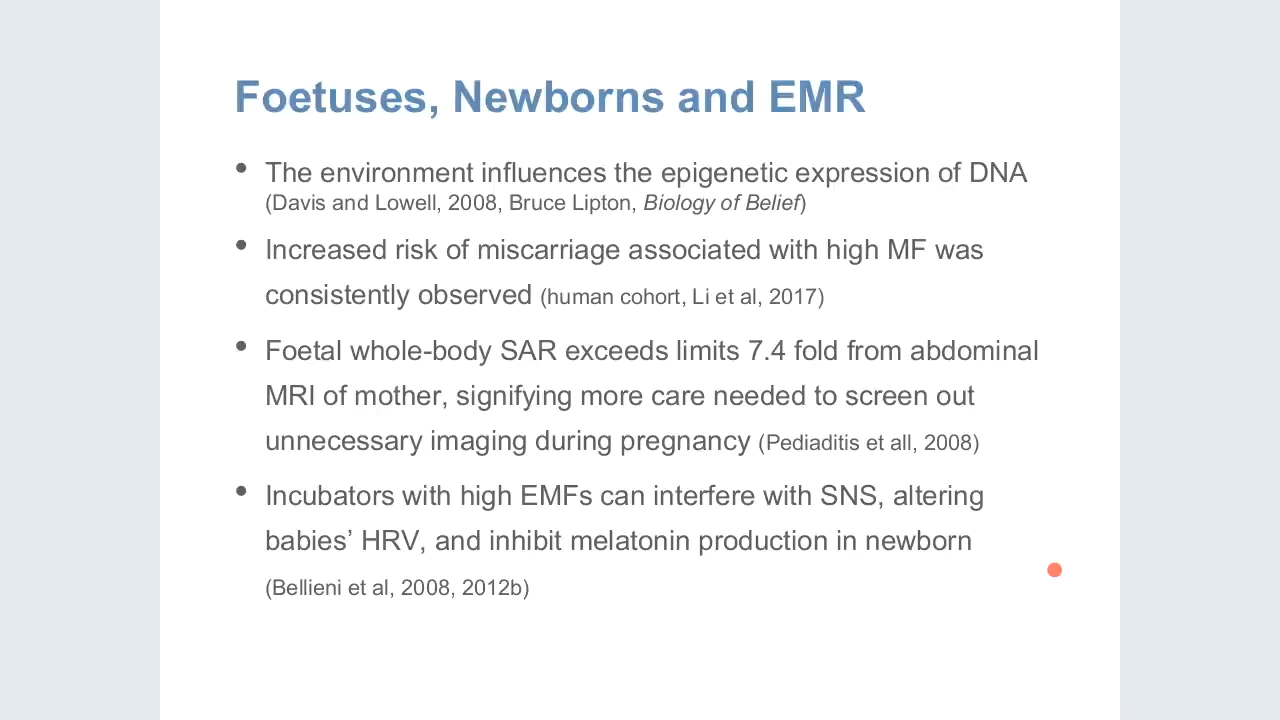 Foetuses, Newborns and EMR
• The environment influences the epigenetic expression of DNA
(Davis and Lowell, 2008, Bruce Lipton, Biology of Belief)
• Increased risk of miscarriage associated with high MF was
consistently observed (human cohort, Li et al, 2017)
• Foetal whole-body SAR exceeds limits 7.4 fold from abdominal
MRI of mother, signifying more care needed to screen out
unnecessary imaging during pregnancy (Pediaditis et all, 2008)
• Incubators with high EMFs can interfere with SNS, altering
babies’ HRV, and inhibit melatonin production in newborn
(Bellieni et al, 2008, 2012b)